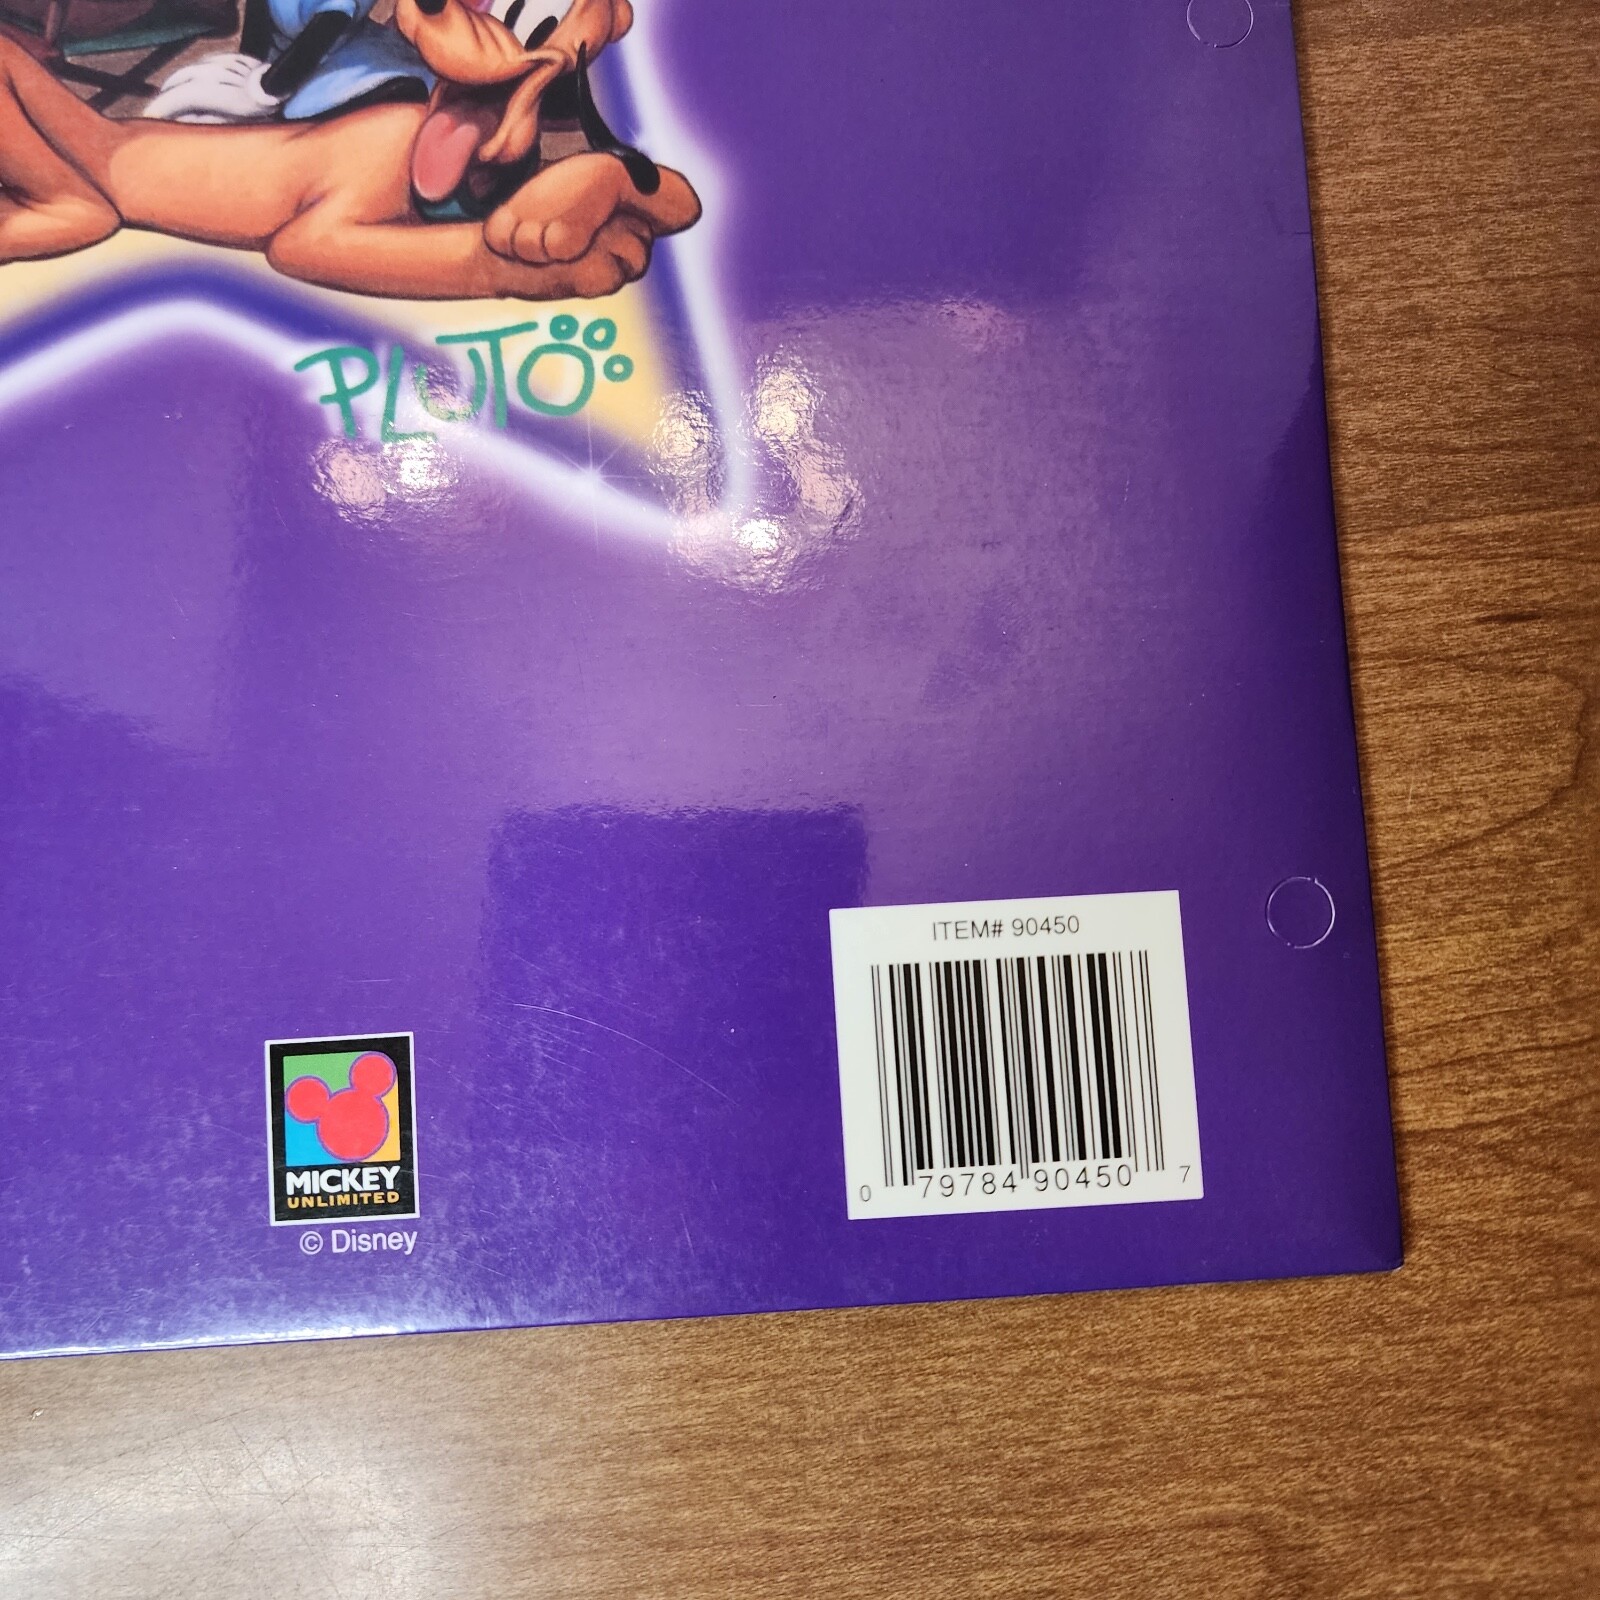 PLUTO
ITEM# 90450
0 79784 90450 7
MICKEY
UNLIMITED
© Disney